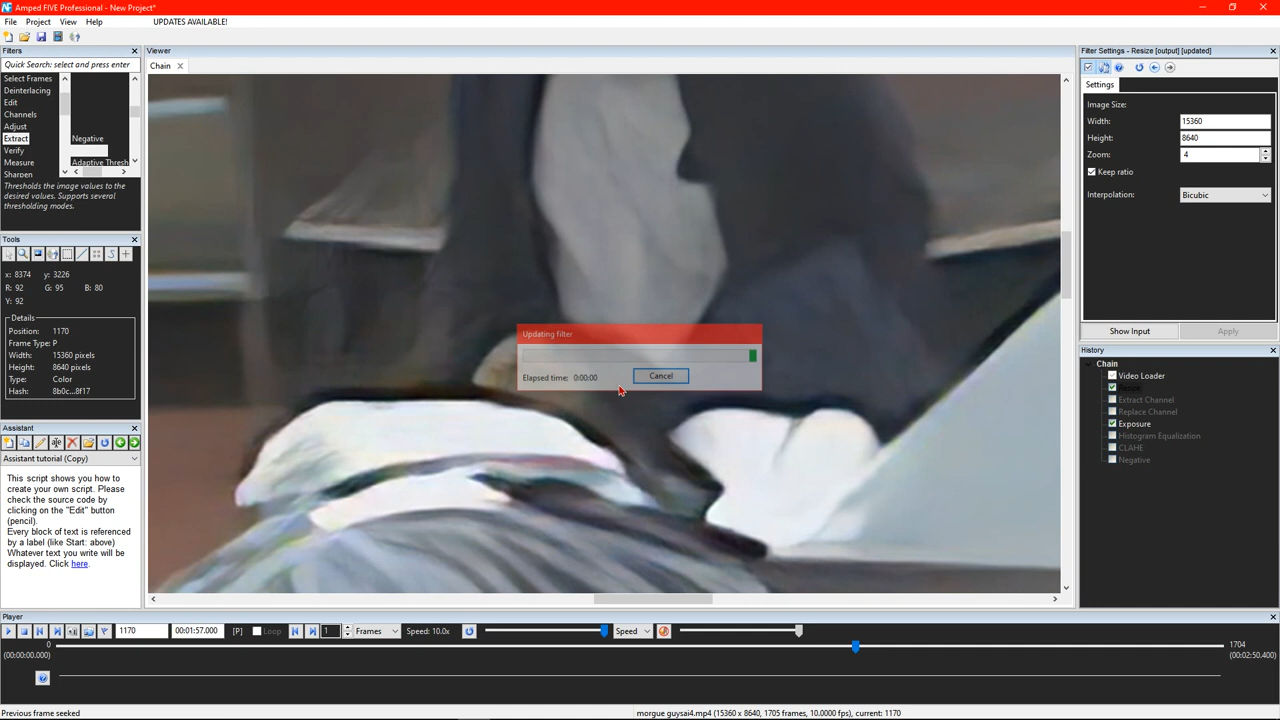 Amped FIVE Professional - New Project*
File Project View Help UPDATES AVAILABLE!
Filters
Quick Search: select and press enter
Select Frames
Deinterlacing
Edit
Channels
Adjust
Extract
Verify
Measure
Sharpen
Negative
Adaptive Thresh
Thresholds the image values to the
desired values. Supports several
thresholding modes.
Tools
x: 8374 y: 3226
R: 92 G: 95 B: 80
Y: 92
Details
Position: 1170
Frame Type: P
Width: 15360 pixels
Height: 8640 pixels
Type: Color
Hash: 8b0c...8f17
Assistant
Assistant tutorial (Copy)
This script shows you how to
create your own script. Please
check the source code by
clicking on the "Edit" button
(pencil).
Every block of text is referenced
by a label (like Start: above)
Whatever text you write will be
displayed. Click here.
Viewer
Chain
Updating filter
Elapsed time: 0:00:00
Cancel
Filter Settings - Resize [output] [updated]
Settings
Image Size:
Width: 15360
Height: 8640
Zoom: 4
Keep ratio
Interpolation: Bicubic
Show Input Apply
History
Chain
Video Loader
Resize
Extract Channel
Replace Channel
Exposure
Histogram Equalization
CLAHE
Negative
Player
1170 00:01:57.000 [P] Loop 1 Frames Speed: 10.0x Speed
0 1704
(00:00:00.000) (00:02:50.400)
Previous frame seeked morgue guysai4.mp4 (15360 x 8640, 1705 frames, 10.0000 fps), current: 1170